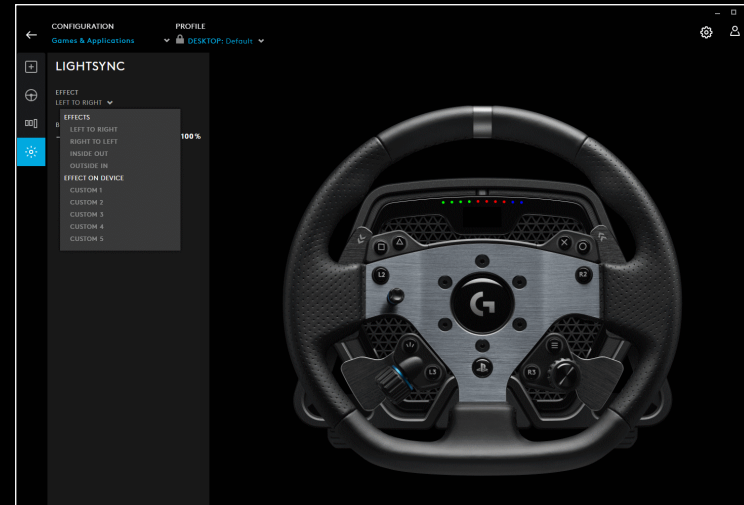 CONFIGURATION
PROFILE
Games & Applications
DESKTOP: Default
LIGHTSYNC
EFFECT
LEFT TO RIGHT
EFFECTS
LEFT TO RIGHT
RIGHT TO LEFT
INSIDE OUT
OUTSIDE IN
EFFECT ON DEVICE
CUSTOM 1
CUSTOM 2
CUSTOM 3
CUSTOM 4
CUSTOM 5
100%
L2
R2
G
L3
R3